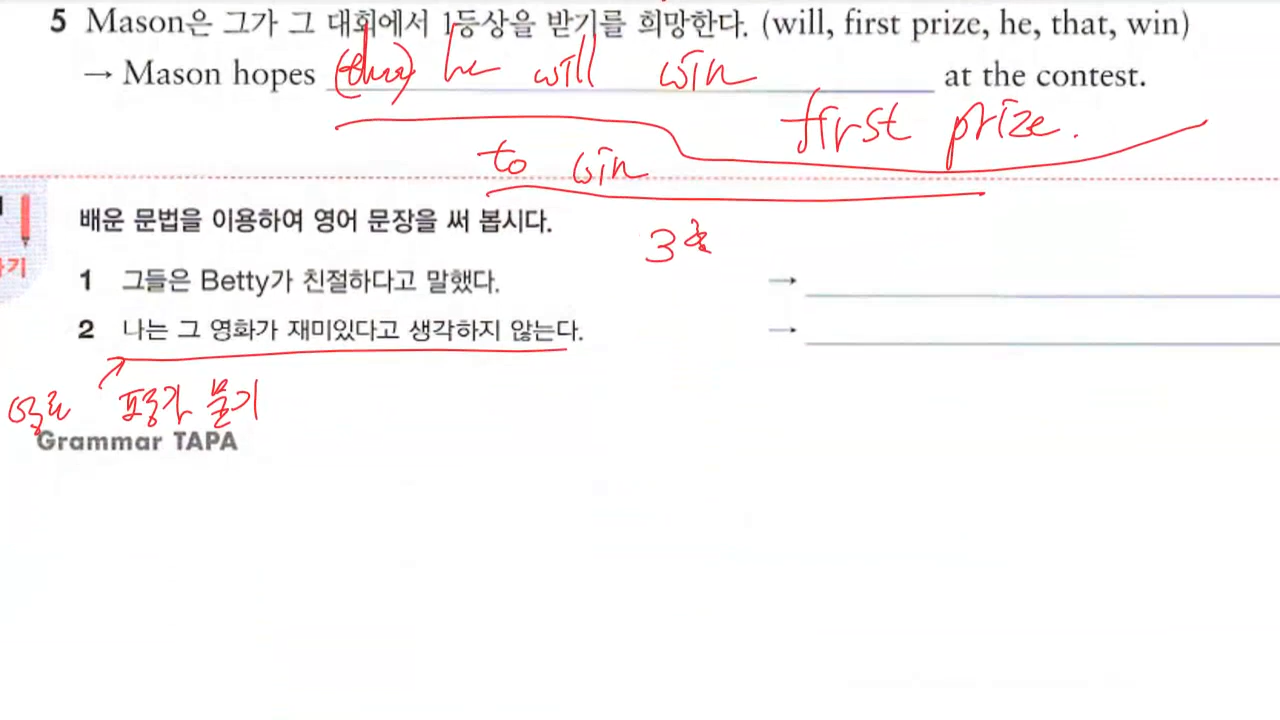 5 Mason은 그가 그 대회에서 1등상을 받기를 희망한다. (will, first prize, he, that, win)
→ Mason hopes (that) he will win at the contest.
first prize.
to win
배운 문법을 이용하여 영어 문장을 써 봅시다.
1 그들은 Betty가 친절하다고 말했다. →
2 나는 그 영화가 재미있다고 생각하지 않는다. →
Grammar TAPA